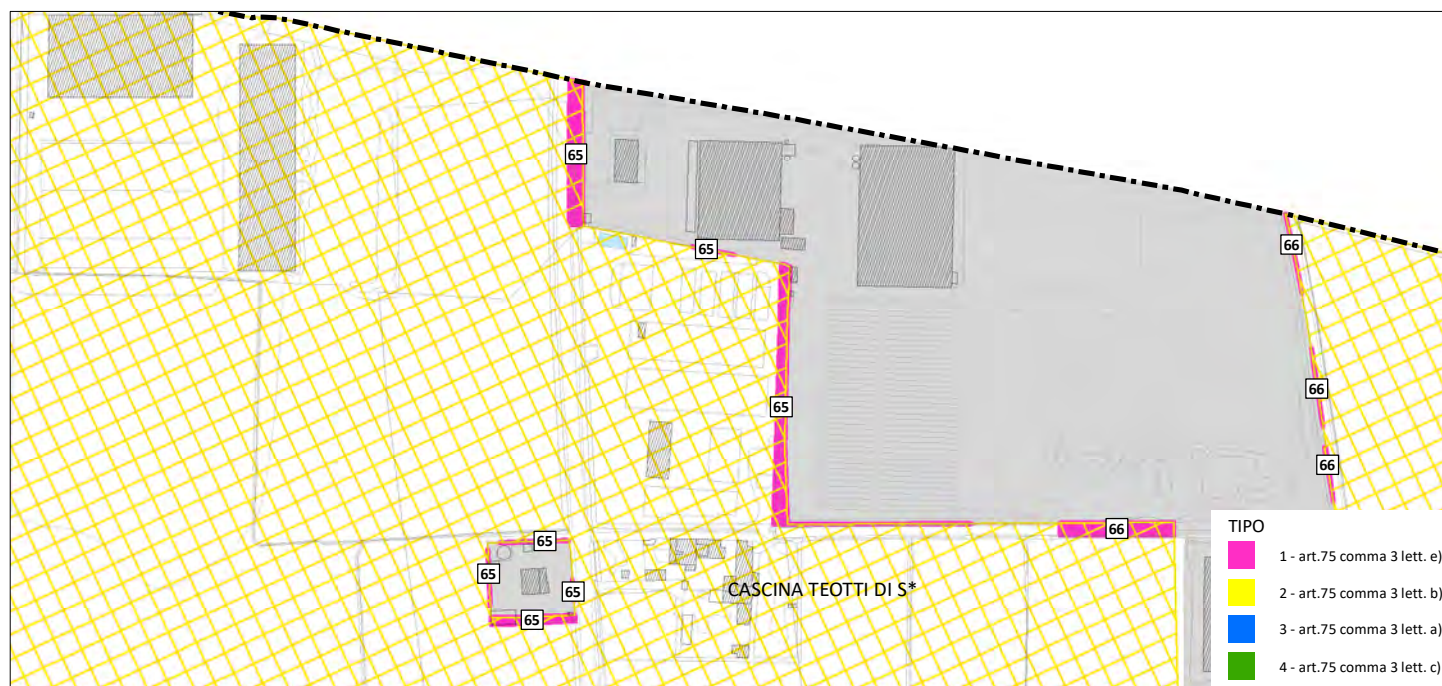 65
66
65
66
65
66
66
65
65
65
65
CASCINA TEOTTI DI S*
TIPO
1 - art.75 comma 3 lett. e)
2 - art.75 comma 3 lett. b)
3 - art.75 comma 3 lett. a)
4 - art.75 comma 3 lett. c)